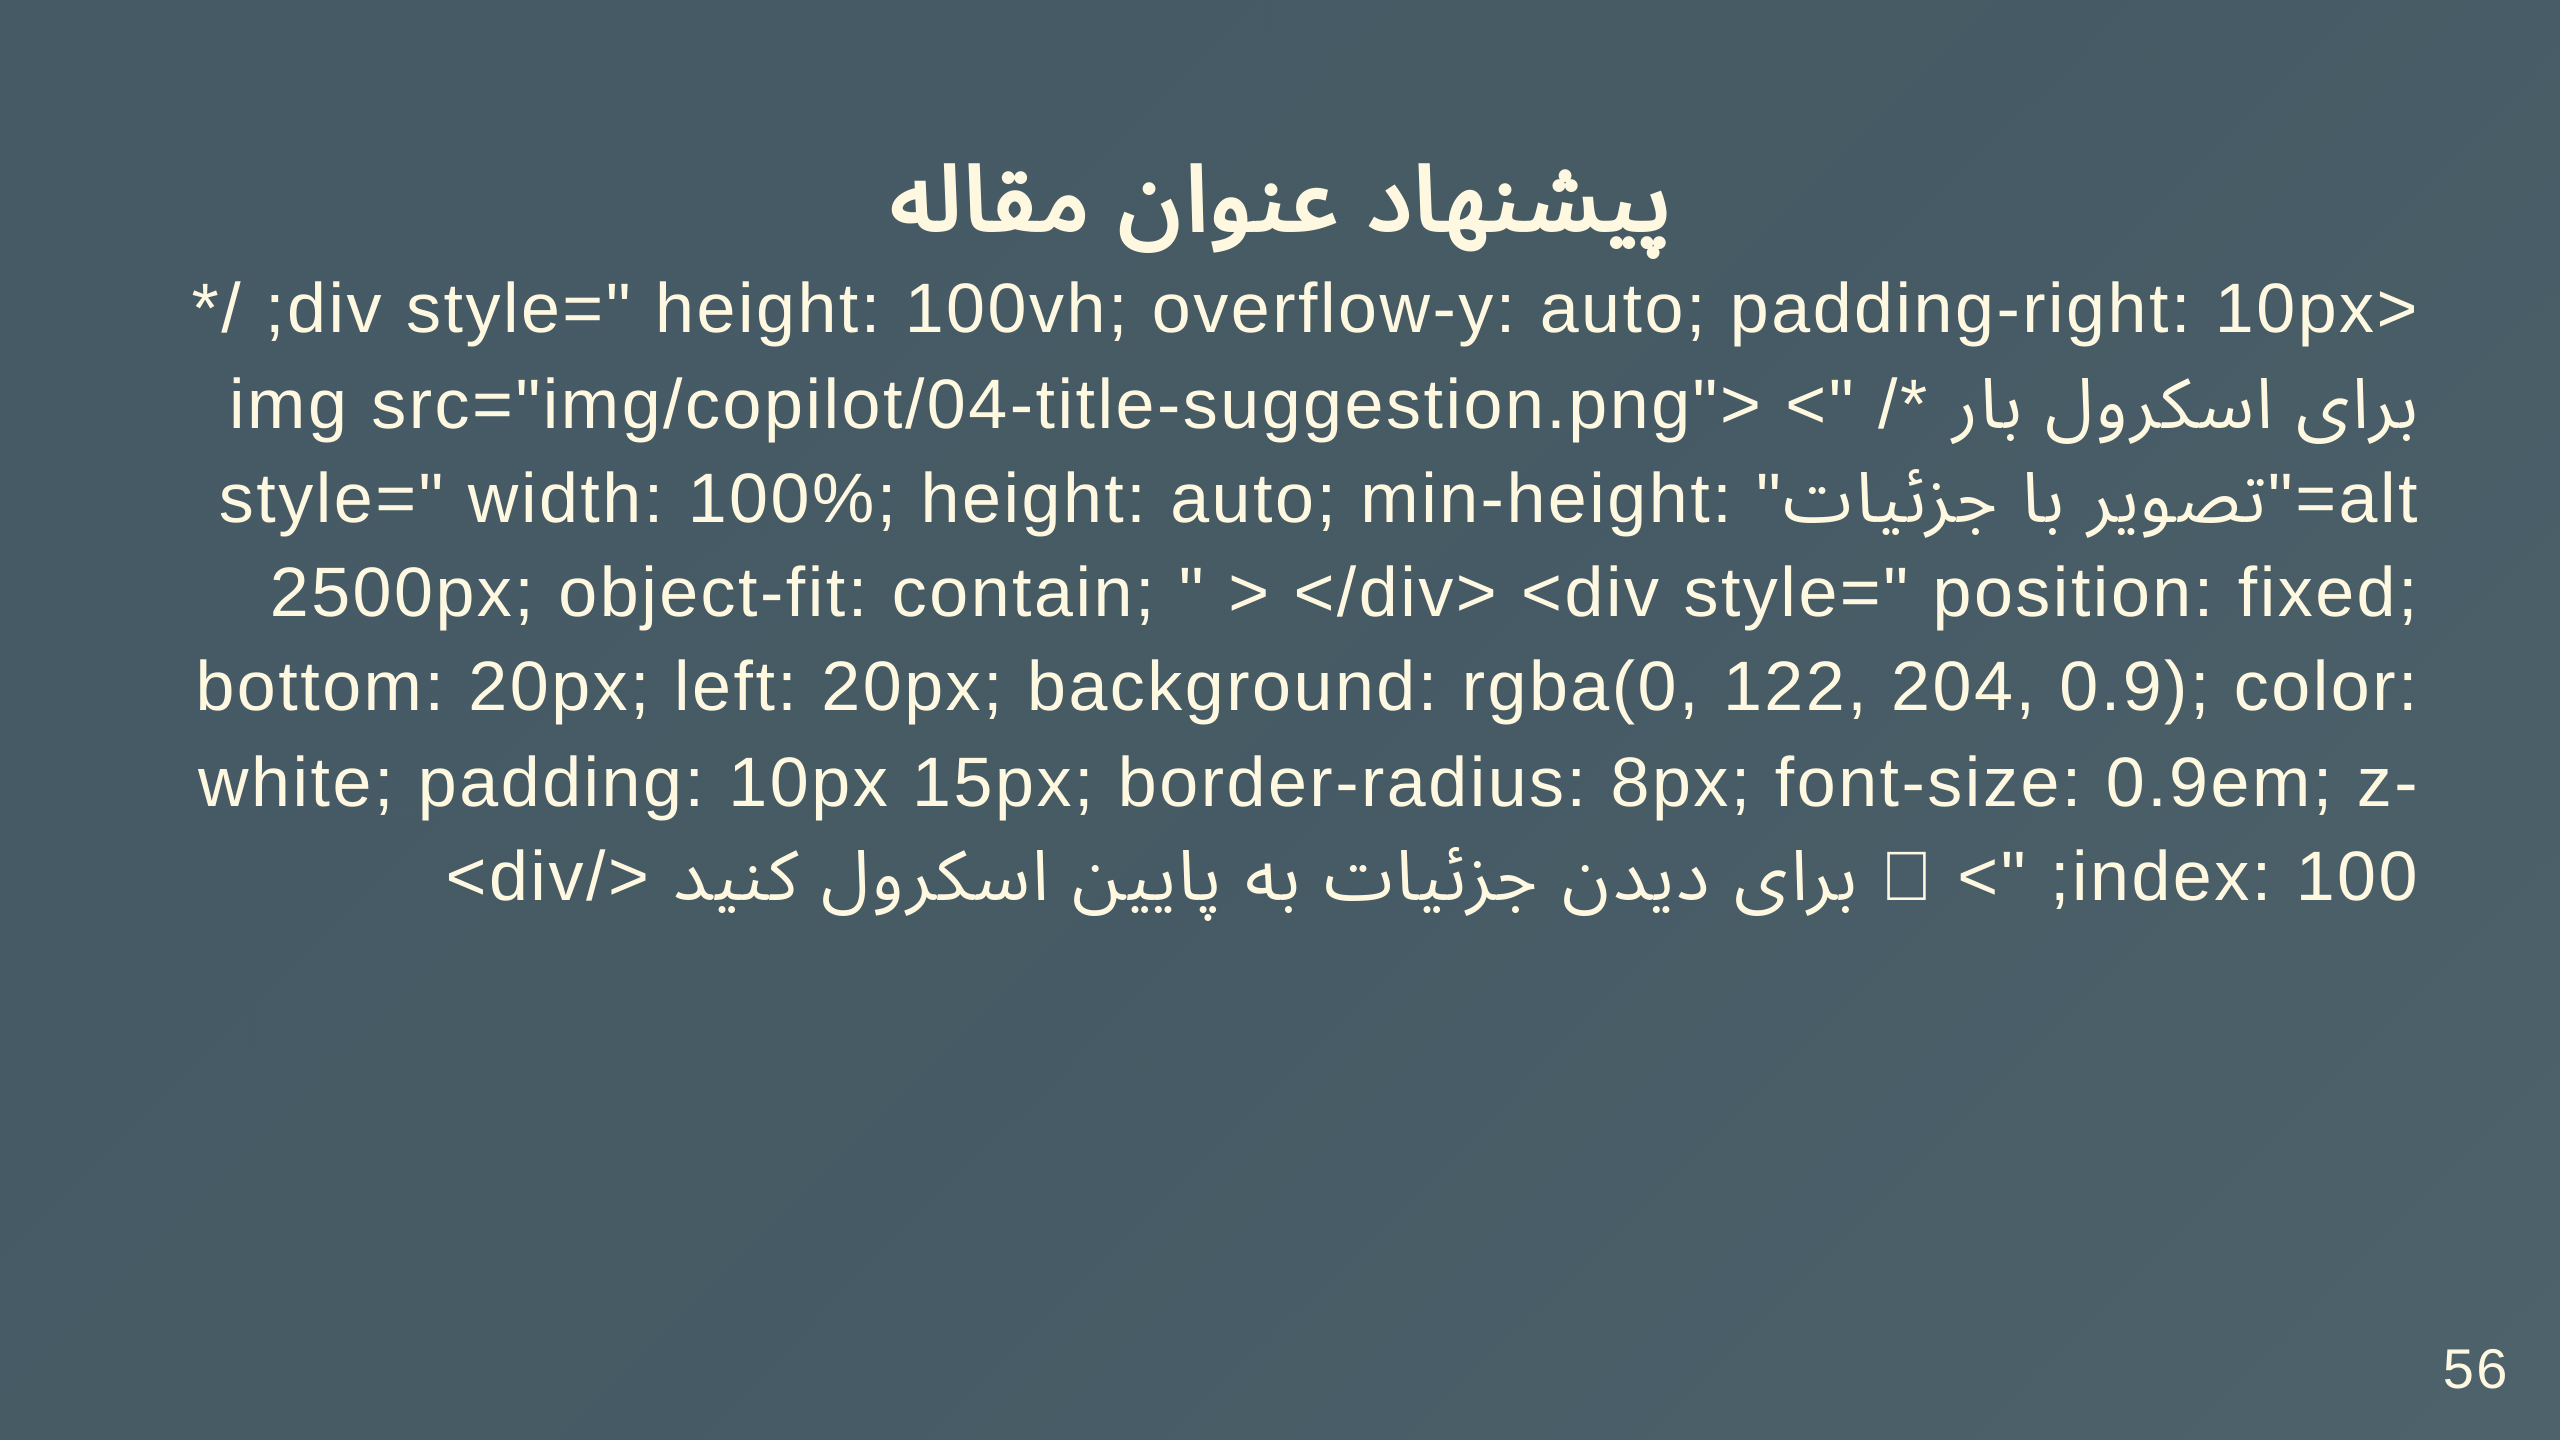 پیشنهاد عنوان مقاله
<div style=" height: 100vh; overflow-y: auto; padding-right: 10px; /*
برای اسکرول بار */ "> <img src="img/copilot/04-title-suggestion.png"
alt="تصویر با جزئیات" style=" width: 100%; height: auto; min-height:
2500px; object-fit: contain; " > </div> <div style=" position: fixed;
bottom: 20px; left: 20px; background: rgba(0, 122, 204, 0.9); color:
white; padding: 10px 15px; border-radius: 8px; font-size: 0.9em; z-
index: 100; "> برای دیدن جزئیات به پایین اسکرول کنید </div>
56